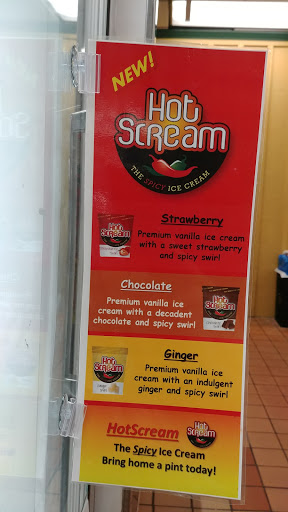 NEW!
Hot
Scream
THE SPICY ICE CREAM
Strawberry
Premium vanilla ice cream
with a sweet strawberry
and spicy swirl
Chocolate
Premium vanilla ice
cream with a decadent
chocolate and spicy swirl
Ginger
Premium vanilla ice
cream with an indulgent
ginger and spicy swirl
HotScream
The Spicy Ice Cream
Bring home a pint today!